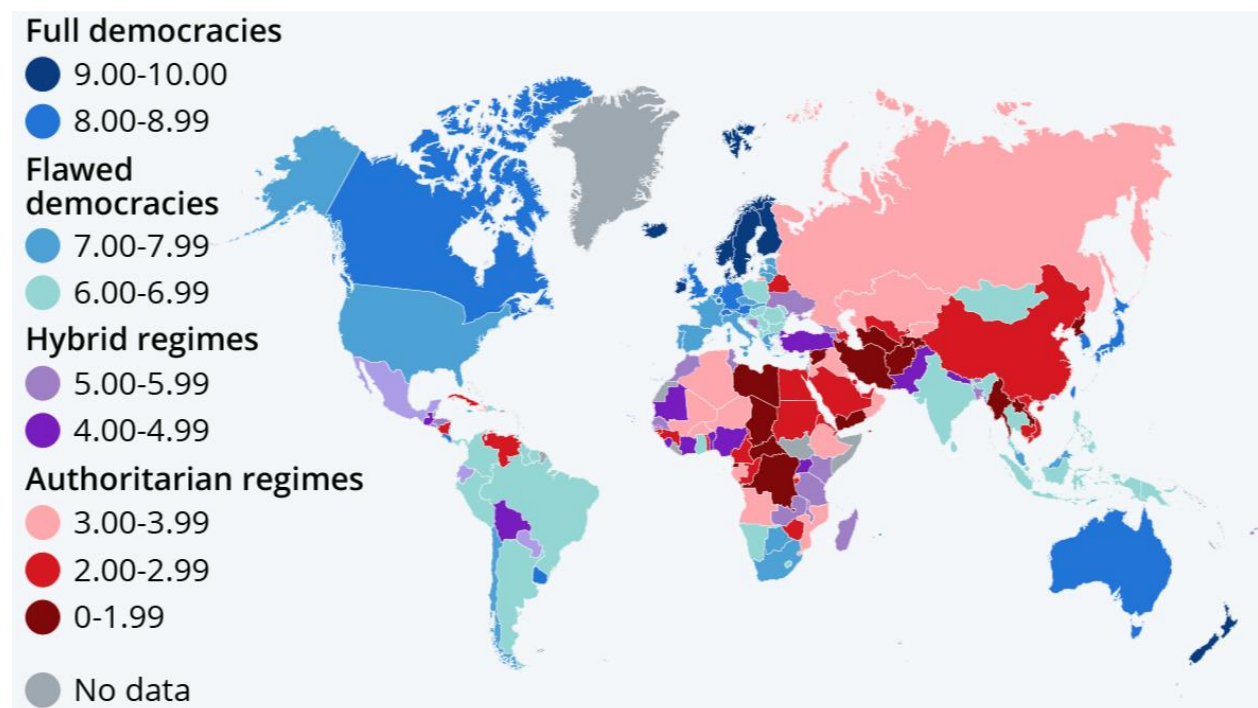 Full democracies
9.00-10.00
8.00-8.99
Flawed
democracies
7.00-7.99
6.00-6.99
Hybrid regimes
5.00-5.99
4.00-4.99
Authoritarian regimes
3.00-3.99
2.00-2.99
0-1.99
No data